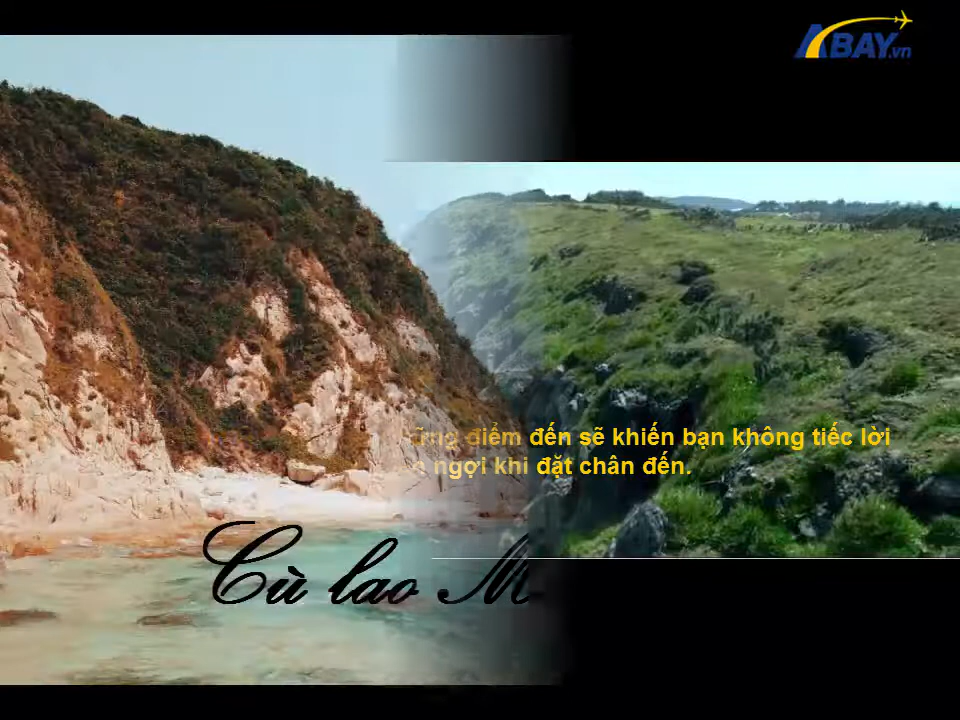 ABAY.vn
điểm đến sẽ khiến bạn không tiếc lời
ngợi khi đặt chân đến.
Cù lao